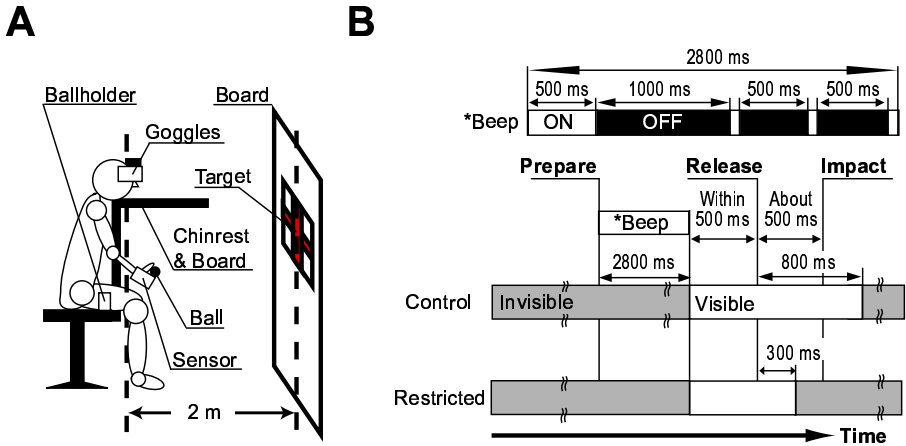 A
Ballholder
Board
Goggles
Target
Chinrest
& Board
Ball
Sensor
2 m
B
2800 ms
500 ms 1000 ms 500 ms 500 ms
*Beep ON OFF
Prepare Release Impact
Within
500 ms
About
500 ms
*Beep
2800 ms 800 ms
Control Invisible Visible
300 ms
Restricted
Time